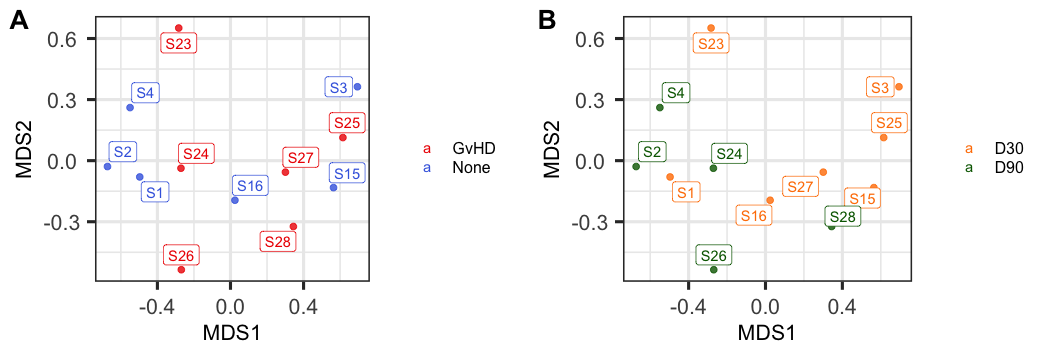 A
MDS2
0.6
0.3
0.0
-0.3
-0.4
0.0
0.4
MDS1
S23
S4
S3
S25
S2
S24
S27
S1
S16
S15
S28
S26
a GvHD
a None
B
MDS2
0.6
0.3
0.0
-0.3
-0.4
0.0
0.4
MDS1
S23
S4
S3
S25
S2
S24
S1
S27
S15
S16
S28
S26
a D30
a D90